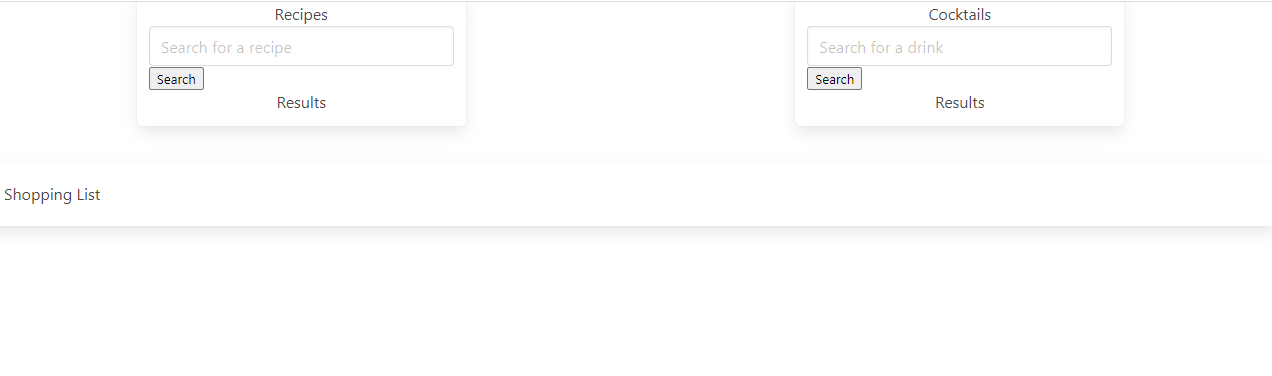 Recipes
Search for a recipe
Search
Results
Cocktails
Search for a drink
Search
Results
Shopping List